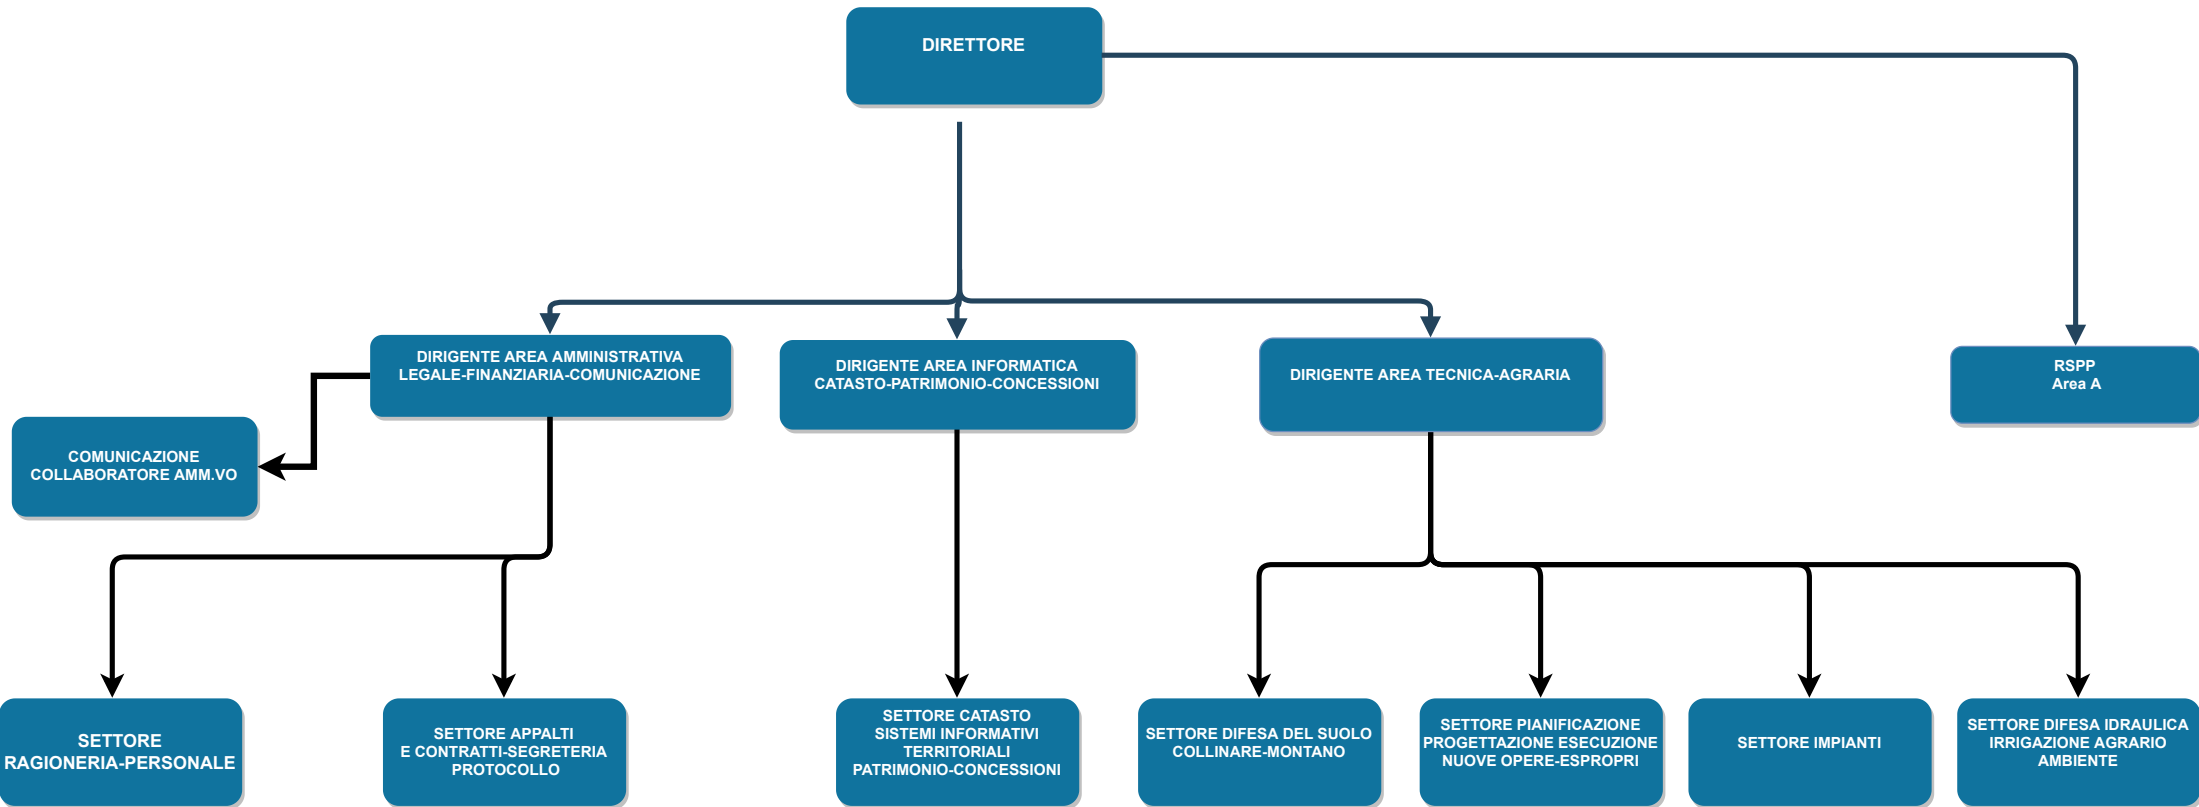 DIRETTORE
DIRIGENTE AREA AMMINISTRATIVA
LEGALE-FINANZIARIA-COMUNICAZIONE
DIRIGENTE AREA INFORMATICA
CATASTO-PATRIMONIO-CONCESSIONI
DIRIGENTE AREA TECNICA-AGRARIA
RSPP
Area A
COMUNICAZIONE
COLLABORATORE AMM.VO
SETTORE
RAGIONERIA-PERSONALE
SETTORE APPALTI
E CONTRATTI-SEGRETERIA
PROTOCOLLO
SETTORE CATASTO
SISTEMI INFORMATIVI
TERRITORIALI
PATRIMONIO-CONCESSIONI
SETTORE DIFESA DEL SUOLO
COLLINARE-MONTANO
SETTORE PIANIFICAZIONE
PROGETTAZIONE ESECUZIONE
NUOVE OPERE-ESPROPRI
SETTORE IMPIANTI
SETTORE DIFESA IDRAULICA
IRRIGAZIONE AGRARIO
AMBIENTE